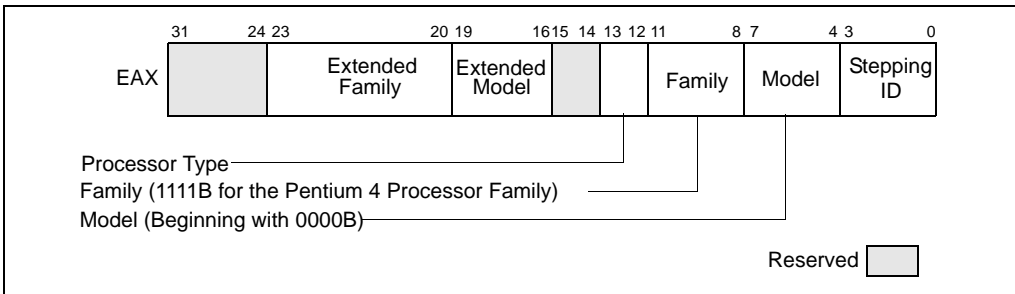 31 24 23 20 19 16 15 14 13 12 11 8 7 4 3 0
EAX
Extended
Family
Extended
Model
Family
Model
Stepping
ID
Processor Type
Family (1111B for the Pentium 4 Processor Family)
Model (Beginning with 0000B)
Reserved